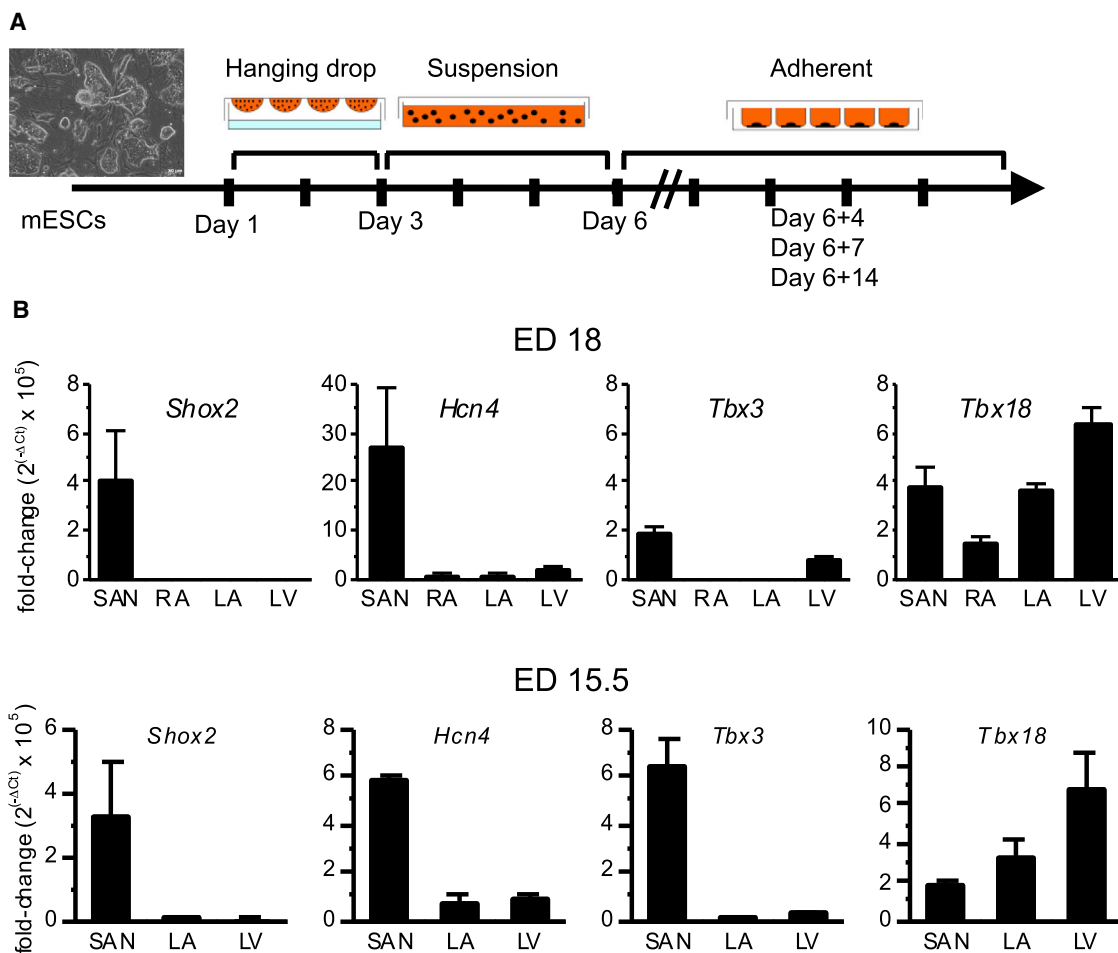 A
Hanging drop
Suspension
Adherent
mESCs
Day 1
Day 3
Day 6
Day 6+4
Day 6+7
Day 6+14
B
ED 18
fold-change (2^(-ΔCt) x 10^5)
8
6
4
2
0
Shox2
SAN RA LA LV
40
30
20
10
0
Hcn4
SAN RA LA LV
8
6
4
2
0
Tbx3
SAN RA LA LV
8
6
4
2
0
Tbx18
SAN RA LA LV
ED 15.5
fold-change (2^(-ΔCt) x 10^5)
6
4
2
0
Shox2
SAN LA LV
8
6
4
2
0
Hcn4
SAN LA LV
8
6
4
2
0
Tbx3
SAN LA LV
10
8
6
4
2
0
Tbx18
SAN LA LV